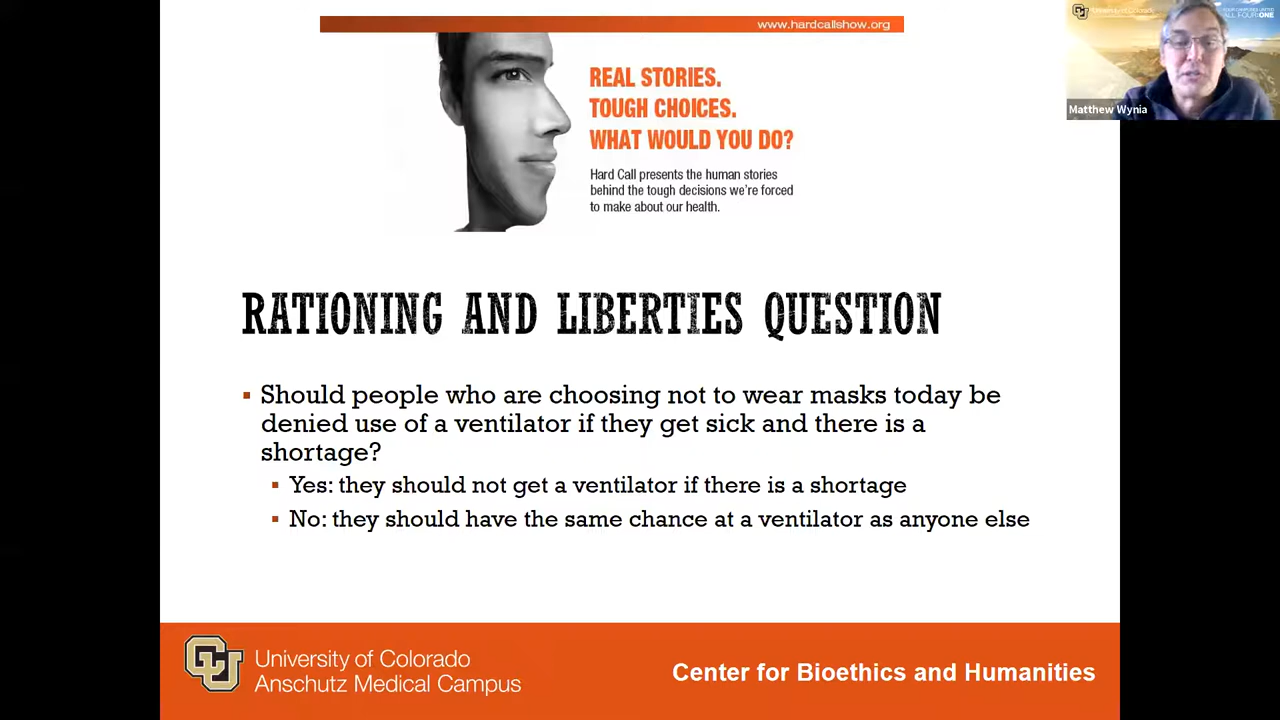 www.hardcallshow.org
REAL STORIES.
TOUGH CHOICES.
WHAT WOULD YOU DO?
Hard Call presents the human stories
behind the tough decisions we're forced
to make about our health.
Matthew Wynia
RATIONING AND LIBERTIES QUESTION
▪ Should people who are choosing not to wear masks today be
denied use of a ventilator if they get sick and there is a
shortage?
▪ Yes: they should not get a ventilator if there is a shortage
▪ No: they should have the same chance at a ventilator as anyone else
University of Colorado
Anschutz Medical Campus
Center for Bioethics and Humanities